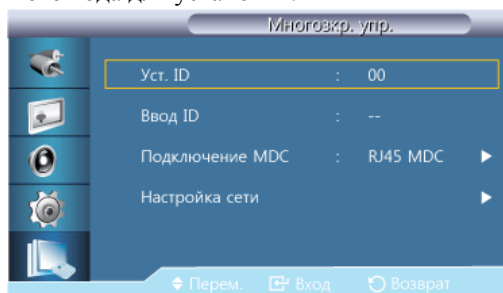 Многоэкр. упр.
Уст. ID : 00
Ввод ID : --
Подключение MDC : RJ45 MDC
Настройка сети
Перем. Вход Возврат